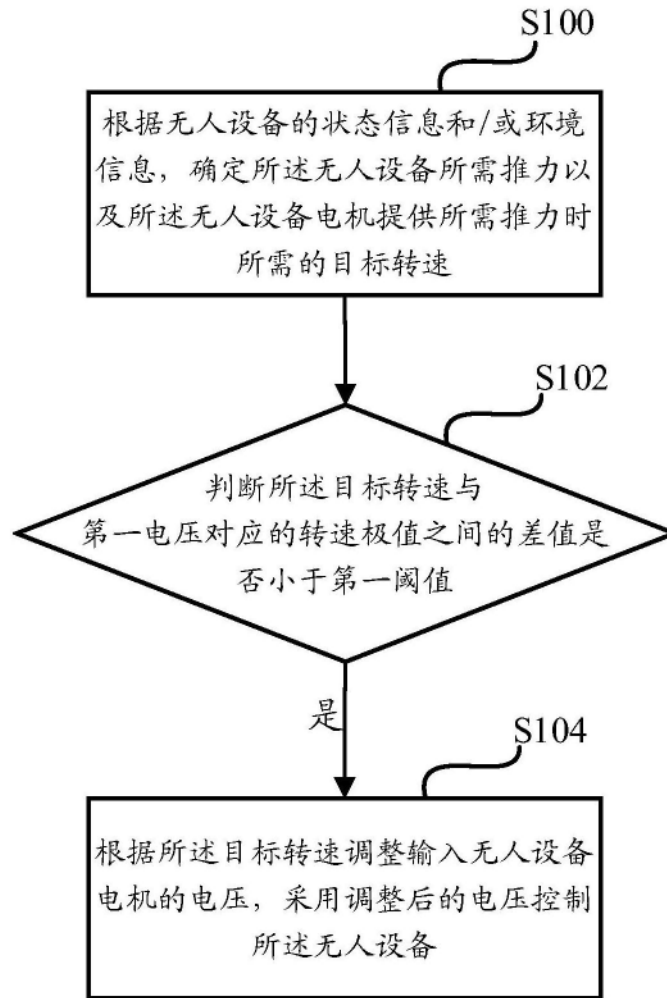 S100
根据无人设备的状态信息和/或环境
信息，确定所述无人设备所需推力以
及所述无人设备电机提供所需推力时
所需的目标转速
S102
判断所述目标转速与
第一电压对应的转速极值之间的差值是
否小于第一阈值
是
S104
根据所述目标转速调整输入无人设备
电机的电压，采用调整后的电压控制
所述无人设备